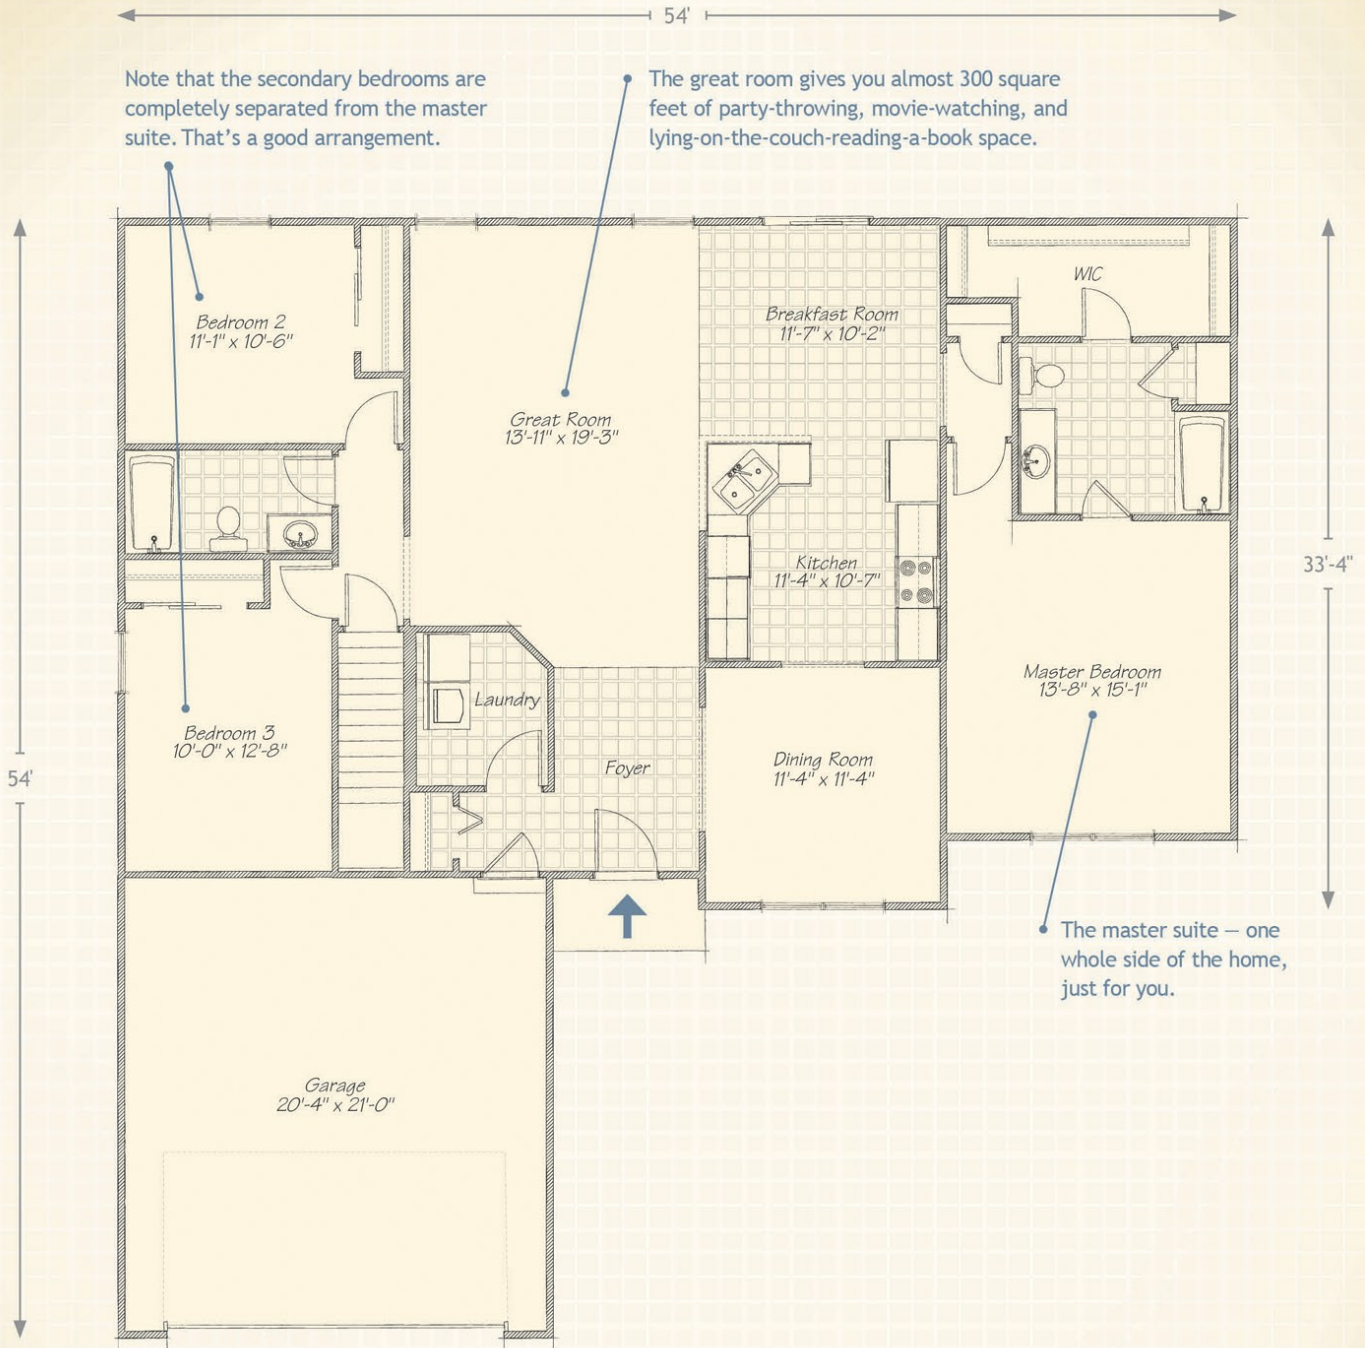 54'
Note that the secondary bedrooms are
completely separated from the master
suite. That's a good arrangement.
The great room gives you almost 300 square
feet of party-throwing, movie-watching, and
lying-on-the-couch-reading-a-book space.
WIC
Bedroom 2
11'-1" x 10'-6"
Breakfast Room
11'-7" x 10'-2"
Great Room
13'-11" x 19'-3"
Kitchen
11'-4" x 10'-7"
33'-4"
Master Bedroom
13'-8" x 15'-1"
Laundry
Bedroom 3
10'-0" x 12'-8"
Foyer
Dining Room
11'-4" x 11'-4"
54'
The master suite — one
whole side of the home,
just for you.
Garage
20'-4" x 21'-0"